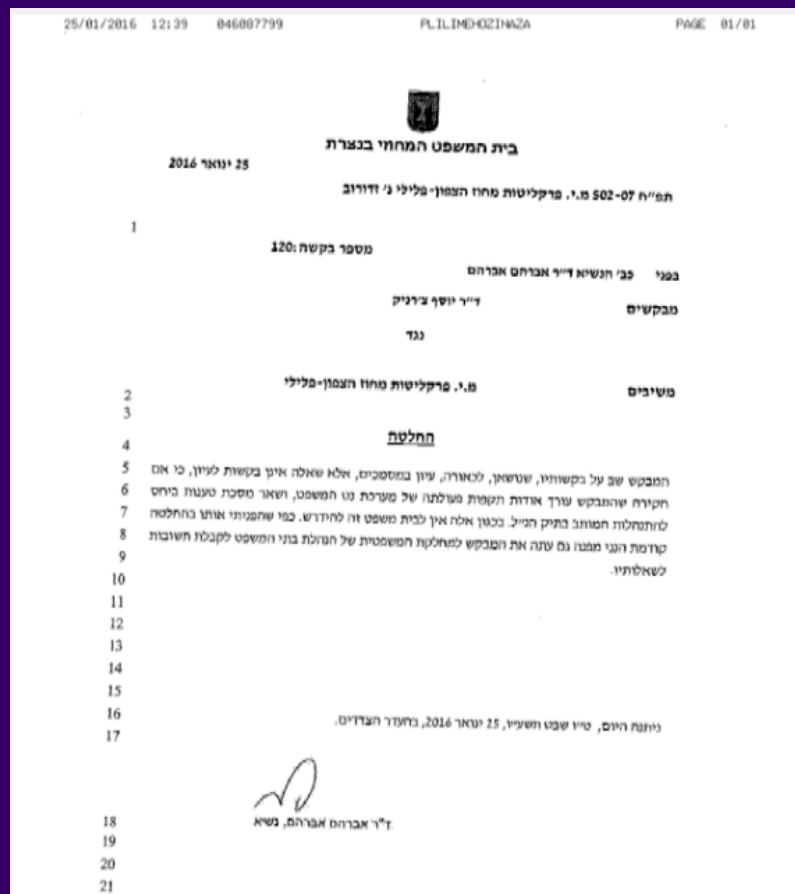 25/01/2016 12:39 046087799 PLILIMEHOZINAZA PAGE 01/01
בית המשפט המחוזי בנצרת
25 ינואר 2016
תפ"ח 502-07 מ.י. פרקליטות מחוז הצפון-פלילי נ' זדורוב
1
מספר בקשה:120
בפני כב' הנשיא ד"ר אברהם אברהם
מבקשים ד"ר יוסף צ'רניק
נגד
2 משיבים מ.י. פרקליטות מחוז הצפון-פלילי
3
4 החלטה
5 המבקש שב על בקשותיו, שנושאן, לכאורה, עיון במסמכים, אלא שאלה אינן בקשות לעיון, כי אם
6 חקירה שהמבקש עורך אודות תקפות פעולתה של מערכת נט המשפט, ושאר מסכת טענות ביחס
7 להתנהלות המותב בתיק הנ"ל. בכגון אלה אין לבית משפט זה להידרש. כפי שהפניתי אותו בהחלטה
8 קודמת הנני מפנה גם עתה את המבקש למחלקה המשפטית של הנהלת בתי המשפט לקבלת תשובות
9 לשאלותיו.
10
11
12
13
14
15
16 ניתנה היום, ט"ו שבט תשע"ו, 25 ינואר 2016, בהעדר הצדדים.
17
18 ד"ר אברהם אברהם, נשיא
19
20
21